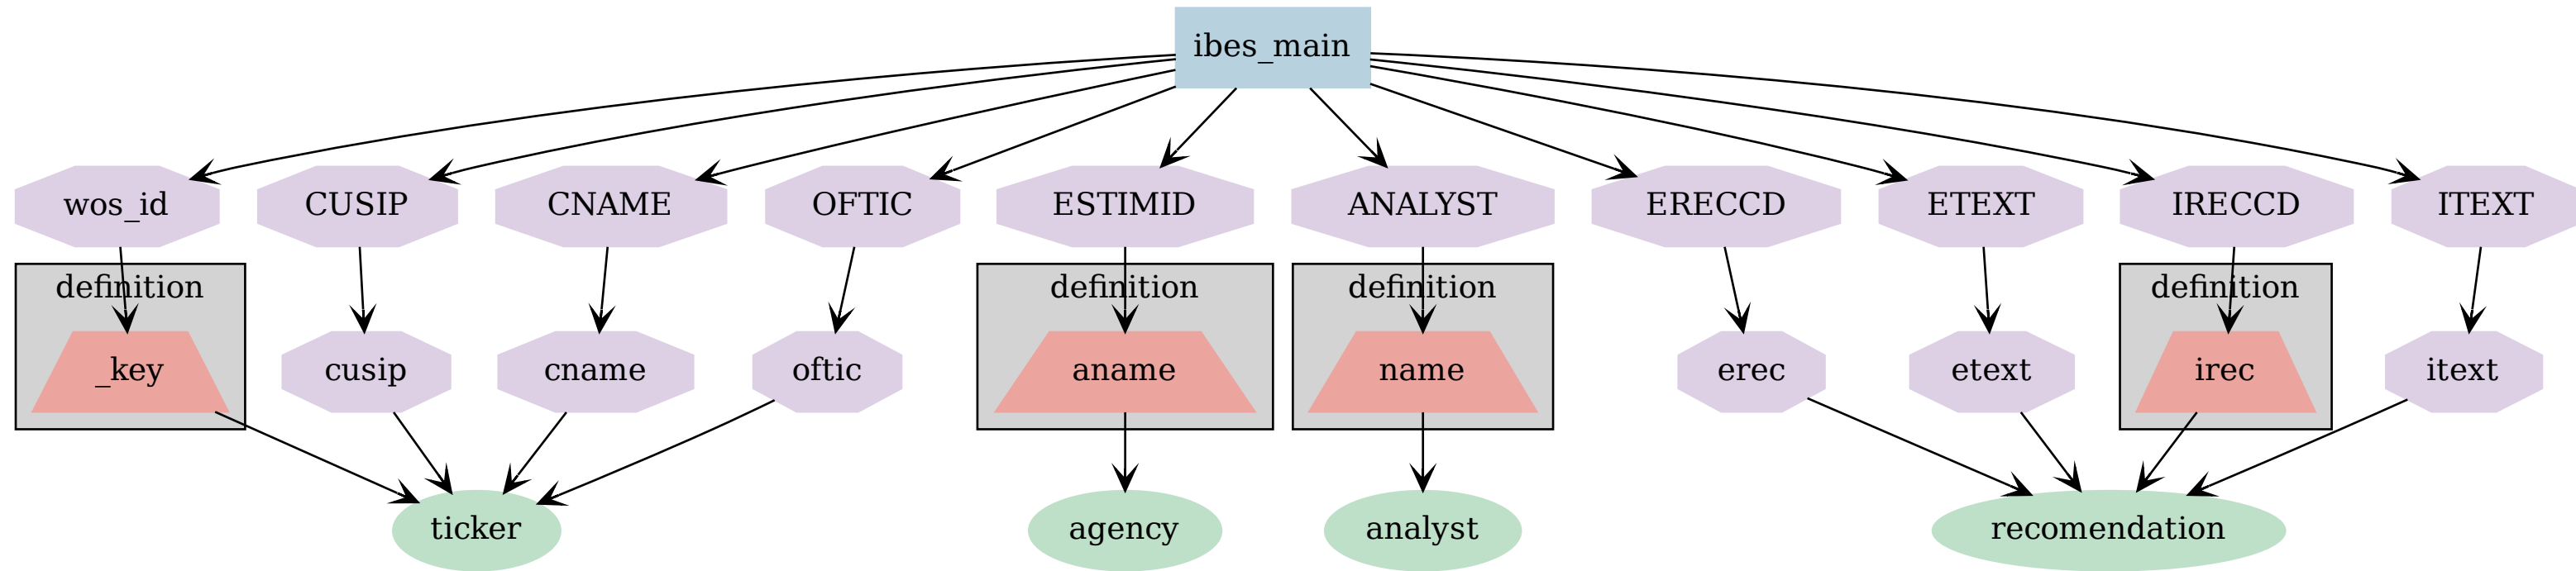 ibes_main
wos_id
CUSIP
CNAME
OFTIC
ESTIMID
ANALYST
ERECCD
ETEXT
IRECCD
ITEXT
definition
definition
definition
definition
_key
cusip
cname
oftic
aname
name
erec
etext
irec
itext
ticker
agency
analyst
recomendation